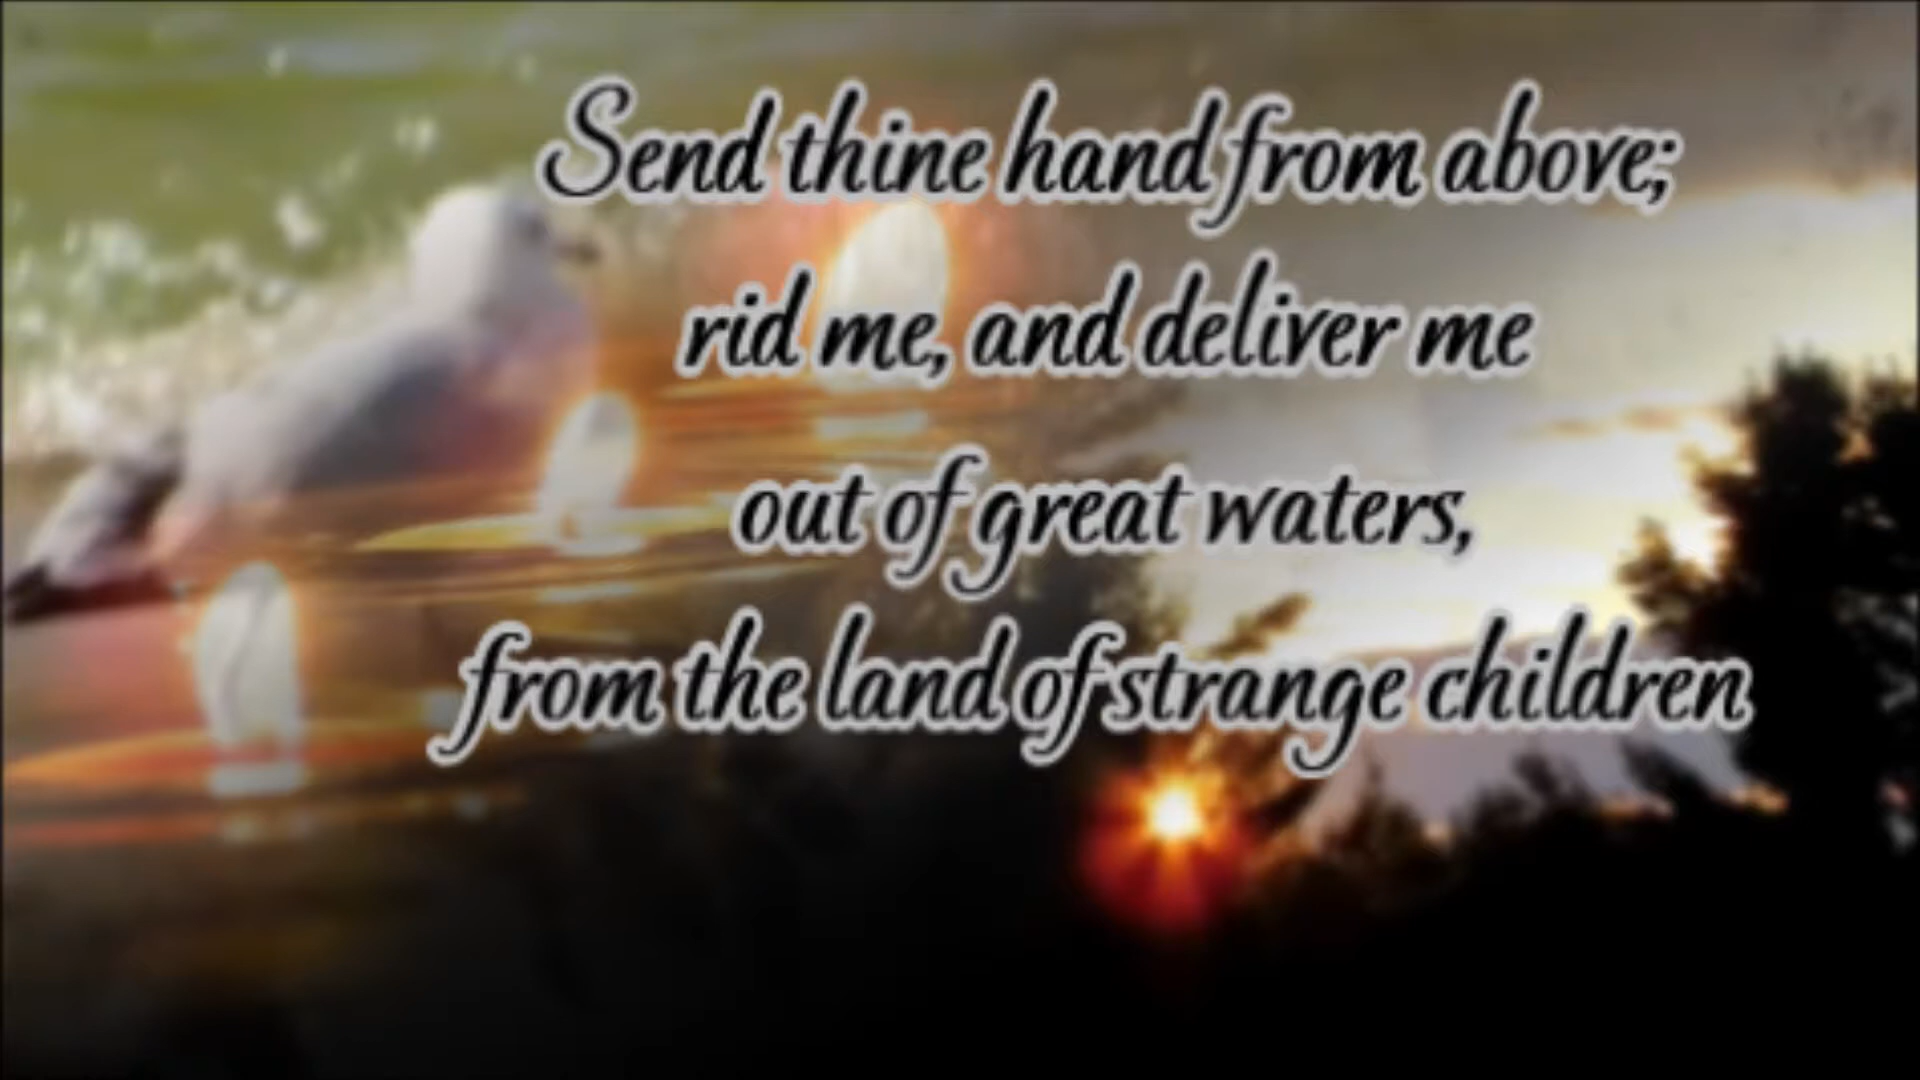 Send thine hand from above;
rid me, and deliver me
out of great waters,
from the land of strange children